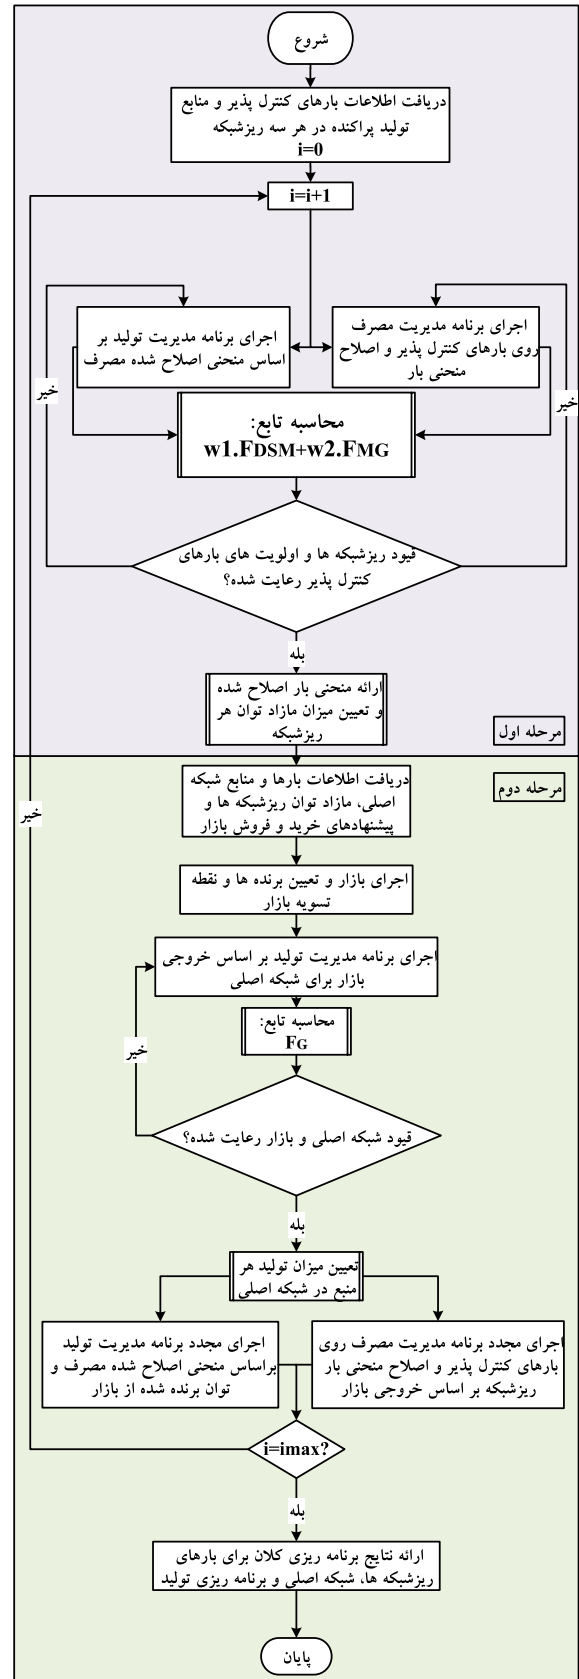 شروع
دریافت اطلاعات بارهای کنترل پذیر و منابع
تولید پراکنده در هر سه ریزشبکه
i=0
i=i+1
اجرای برنامه مدیریت مصرف
روی بارهای کنترل پذیر و اصلاح
منحنی بار
اجرای برنامه مدیریت تولید بر
اساس منحنی اصلاح شده مصرف
خیر
خیر
محاسبه تابع:
w1.FDSM+w2.FMG
قیود ریزشبکه ها و اولویت های بارهای
کنترل پذیر رعایت شده؟
بله
ارائه منحنی بار اصلاح شده
و تعیین میزان مازاد توان هر
ریزشبکه
مرحله اول
مرحله دوم
دریافت اطلاعات بارها و منابع شبکه
اصلی، مازاد توان ریزشبکه ها و
پیشنهادهای خرید و فروش بازار
خیر
اجرای بازار و تعیین برنده ها و نقطه
تسویه بازار
اجرای برنامه مدیریت تولید بر اساس خروجی
بازار برای شبکه اصلی
محاسبه تابع:
FG
خیر
قیود شبکه اصلی و بازار رعایت شده؟
بله
تعیین میزان تولید هر
منبع در شبکه اصلی
اجرای مجدد برنامه مدیریت مصرف روی
بارهای کنترل پذیر و اصلاح منحنی بار
ریزشبکه بر اساس خروجی بازار
اجرای مجدد برنامه مدیریت تولید
براساس منحنی اصلاح شده مصرف و
توان برنده شده از بازار
i=imax?
بله
ارائه نتایج برنامه ریزی کلان برای بارهای
ریزشبکه ها، شبکه اصلی و برنامه ریزی تولید
پایان